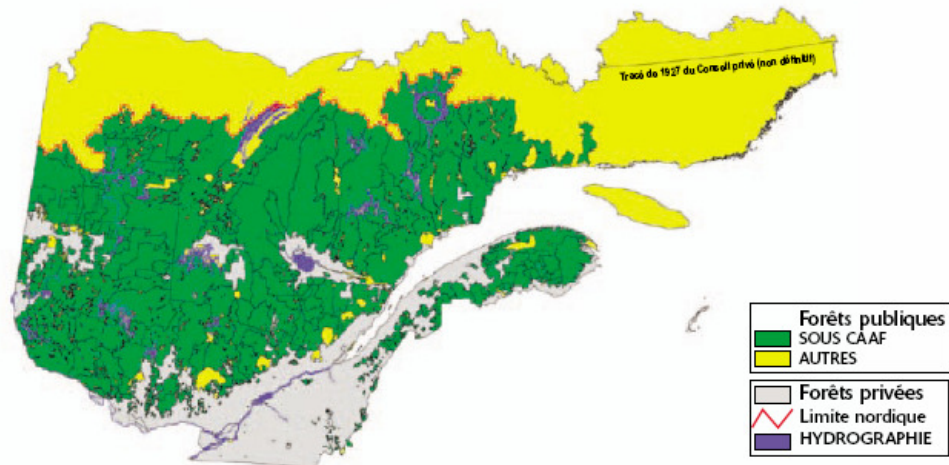 Tracé de 1927 du Conseil privé (non définitif)
Forêts publiques
SOUS CAAF
AUTRES
Forêts privées
Limite nordique
HYDROGRAPHIE